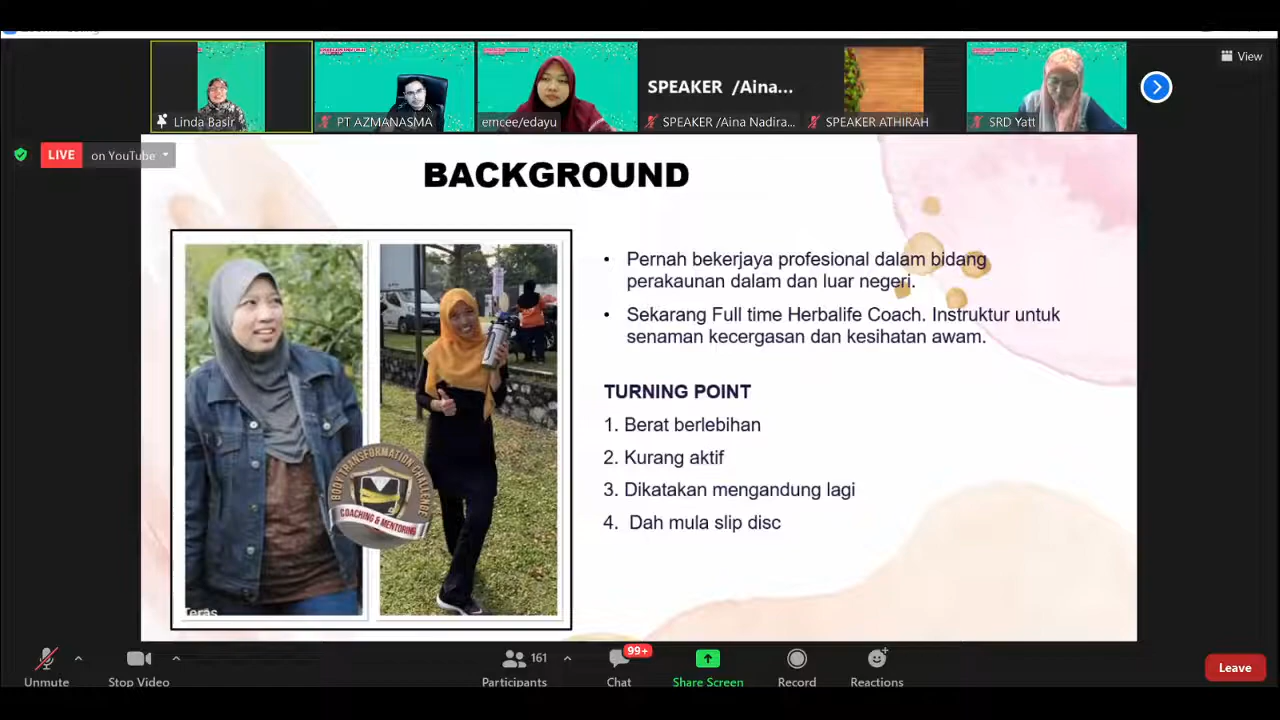 View
SPEAKER /Aina...
Linda Basir
PT AZMANASMA
emcee/edayu
SPEAKER /Aina Nadira...
SPEAKER ATHIRAH
SRD Yatt
LIVE on YouTube
BACKGROUND
• Pernah bekerjaya profesional dalam bidang
perakaunan dalam dan luar negeri.
• Sekarang Full time Herbalife Coach. Instruktur untuk
senaman kecergasan dan kesihatan awam.
TURNING POINT
1. Berat berlebihan
2. Kurang aktif
3. Dikatakan mengandung lagi
4. Dah mula slip disc
BODY TRANSFORMATION CHALLENGE
COACHING & MENTORING
Teras
161
99+
Unmute
Stop Video
Participants
Chat
Share Screen
Record
Reactions
Leave